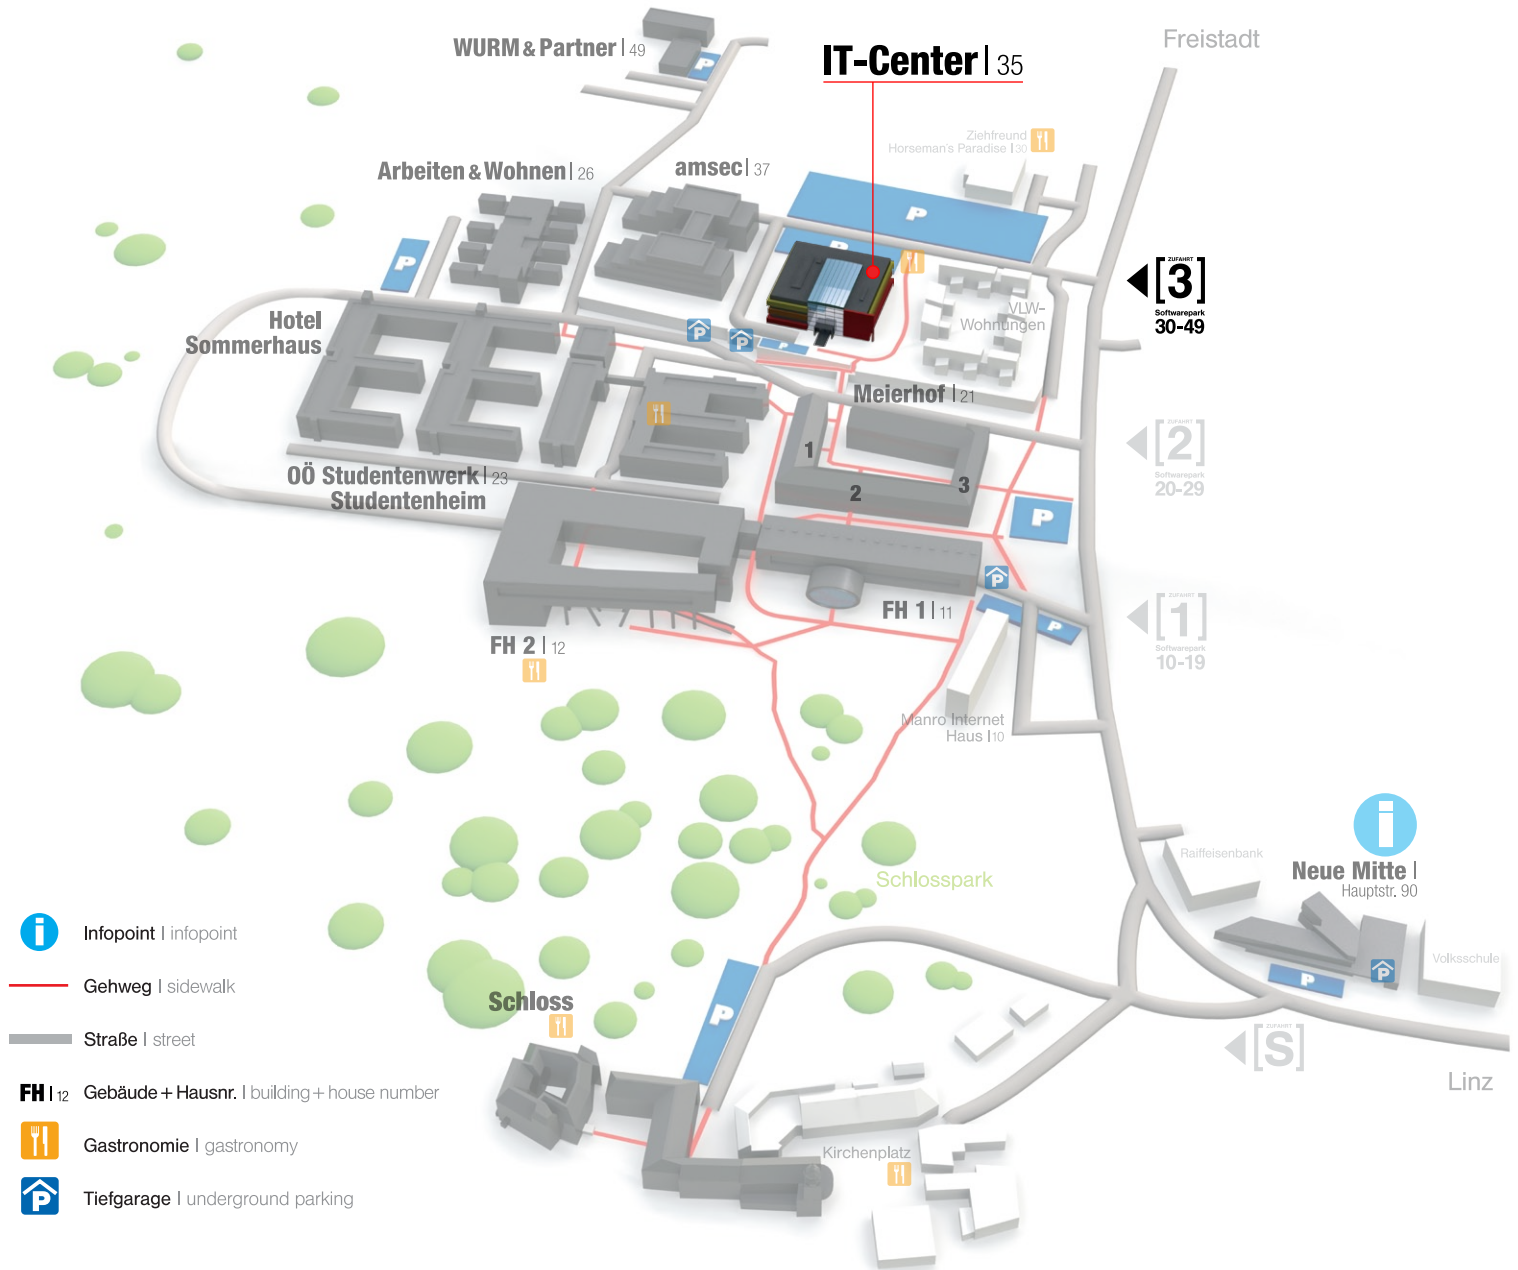 WURM & Partner | 49
IT-Center | 35
Freistadt
Ziehfreund
Horseman's Paradise | 30
Arbeiten & Wohnen | 26
amsec | 37
P
P
P
P
ZUFAHRT
[3]
Softwarepark
30-49
VLW-
Wohnungen
Hotel
Sommerhaus
P
P
P
Meierhof | 21
ZUFAHRT
[2]
Softwarepark
20-29
1
2
3
OÖ Studentenwerk | 23
Studentenheim
P
P
ZUFAHRT
[1]
Softwarepark
10-19
FH 1 | 11
P
FH 2 | 12
Manro Internet
Haus | 10
i
Raiffeisenbank
Neue Mitte |
Hauptstr. 90
Schlosspark
Volksschule
P
P
i Infopoint | infopoint
Gehweg | sidewalk
Schloss
P
Straße | street
ZUFAHRT
[S]
Linz
FH | 12 Gebäude + Hausnr. | building + house number
Gastronomie | gastronomy
Kirchenplatz
P Tiefgarage | underground parking